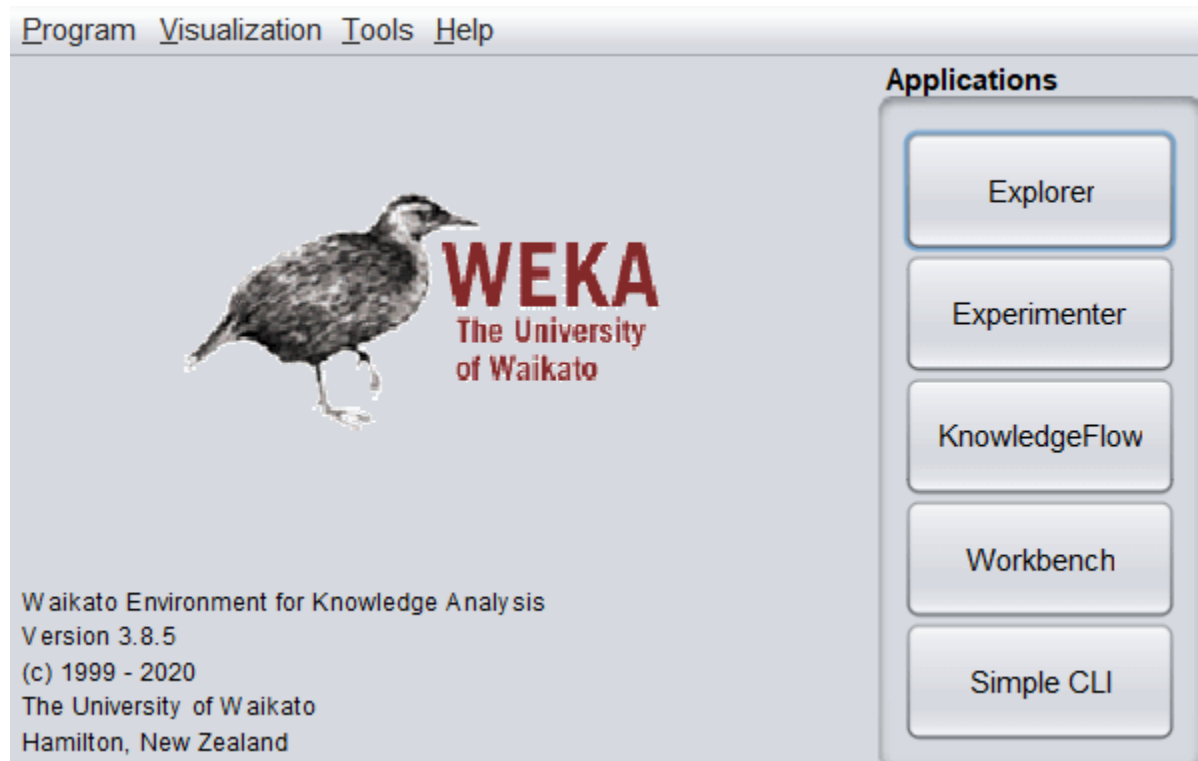 Program Visualization Tools Help
Applications
Explorer
Experimenter
KnowledgeFlow
Workbench
Simple CLI
WEKA
The University
of Waikato
Waikato Environment for Knowledge Analysis
Version 3.8.5
(c) 1999 - 2020
The University of Waikato
Hamilton, New Zealand